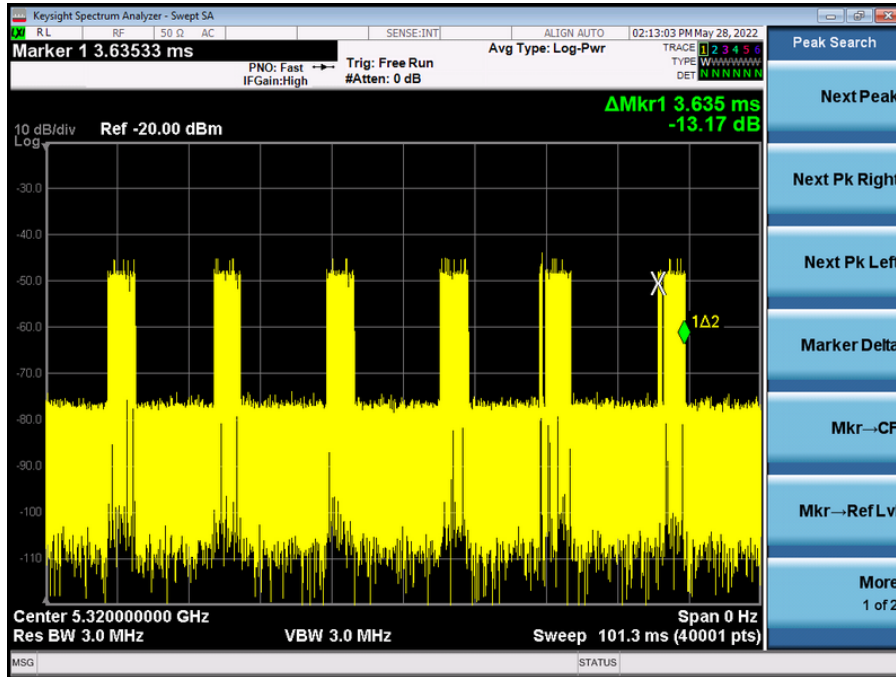 Keysight Spectrum Analyzer - Swept SA
LXI RL RF 50 Ω AC SENSE:INT ALIGN AUTO 02:13:03 PM May 28, 2022
Marker 1 3.63533 ms
PNO: Fast
IFGain:High
Trig: Free Run
#Atten: 0 dB
Avg Type: Log-Pwr
TRACE 1 2 3 4 5 6
TYPE W
DET N N N N N N
ΔMkr1 3.635 ms
-13.17 dB
10 dB/div Ref -20.00 dBm
Log
-30.0
-40.0
-50.0
-60.0
-70.0
-80.0
-90.0
-100
-110
X
1Δ2
Center 5.320000000 GHz Span 0 Hz
Res BW 3.0 MHz VBW 3.0 MHz Sweep 101.3 ms (40001 pts)
MSG STATUS
Peak Search
Next Peak
Next Pk Right
Next Pk Left
Marker Delta
Mkr→CF
Mkr→Ref Lvl
More
1 of 2